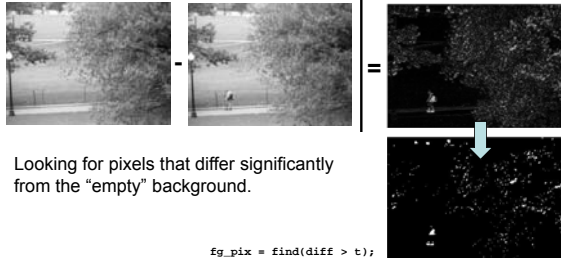 - | | =
Looking for pixels that differ significantly
from the “empty” background.
fg_pix = find(diff > t);